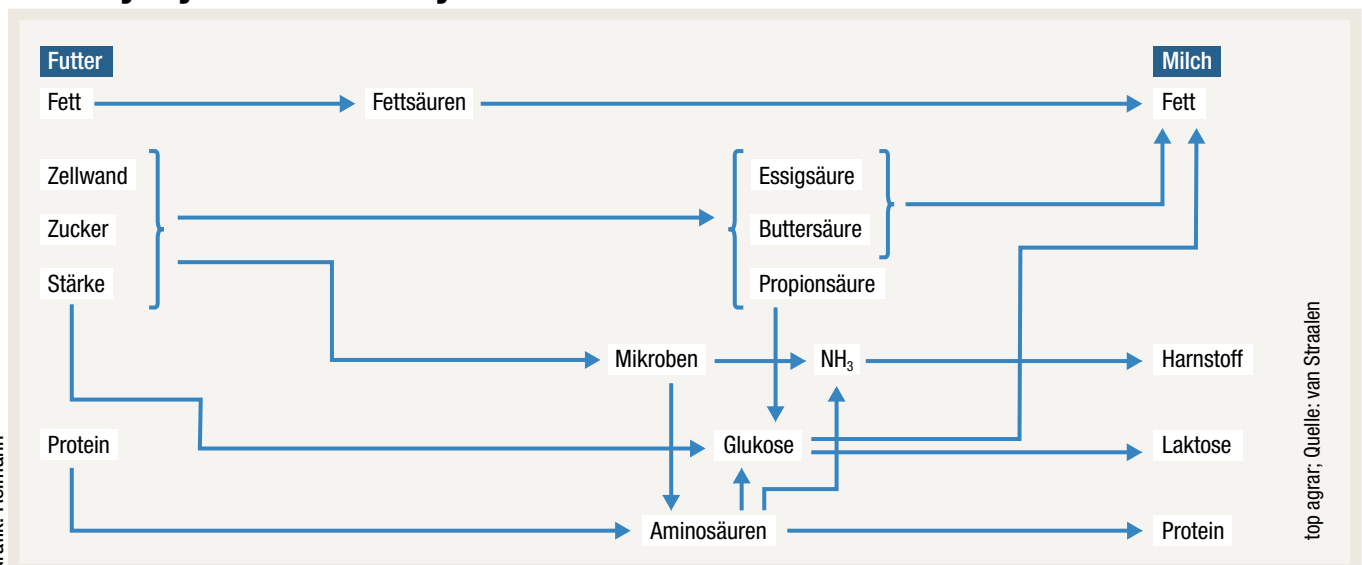 Futter
Milch
Fett
Fettsäuren
Fett
Zellwand
Essigsäure
Zucker
Buttersäure
Stärke
Propionsäure
Mikroben
NH₃
Harnstoff
Protein
Glukose
Laktose
Aminosäuren
Protein
top agrar; Quelle: van Straalen